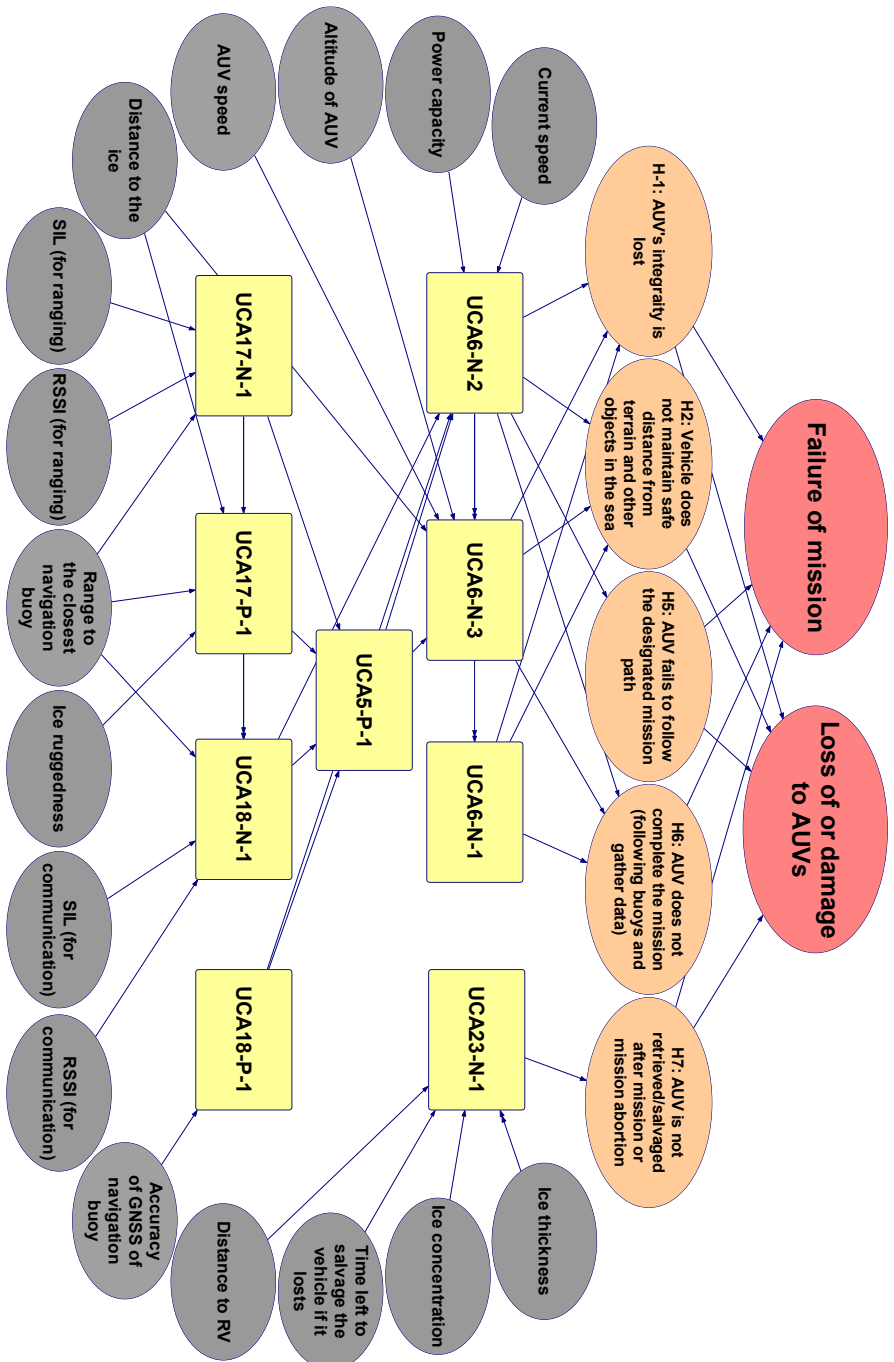 Failure of mission
Loss of or damage
to AUVs
H-1: AUV's integraity is
lost
H2: Vehicle does
not maintain safe
distance from
terrain and other
objects in the sea
H5: AUV fails to follow
the designated mission
path
H6: AUV does not
complete the mission
(following buoys and
gather data)
H7: AUV is not
retrieved/salvaged
after mission or
mission abortion
Current speed
Ice thickness
Power capacity
UCA6-N-2
UCA6-N-3
UCA6-N-1
UCA23-N-1
Ice concentration
Altitude of AUV
UCA5-P-1
Time left to
salvage the
vehicle if it
losts
AUV speed
UCA17-N-1
UCA17-P-1
UCA18-N-1
UCA18-P-1
Distance to RV
Distance to the
ice
Accuracy
of GNSS of
navigation
buoy
SIL (for ranging)
RSSI (for ranging)
Range to
the closest
navigation
buoy
Ice ruggedness
SIL (for
communication)
RSSI (for
communication)